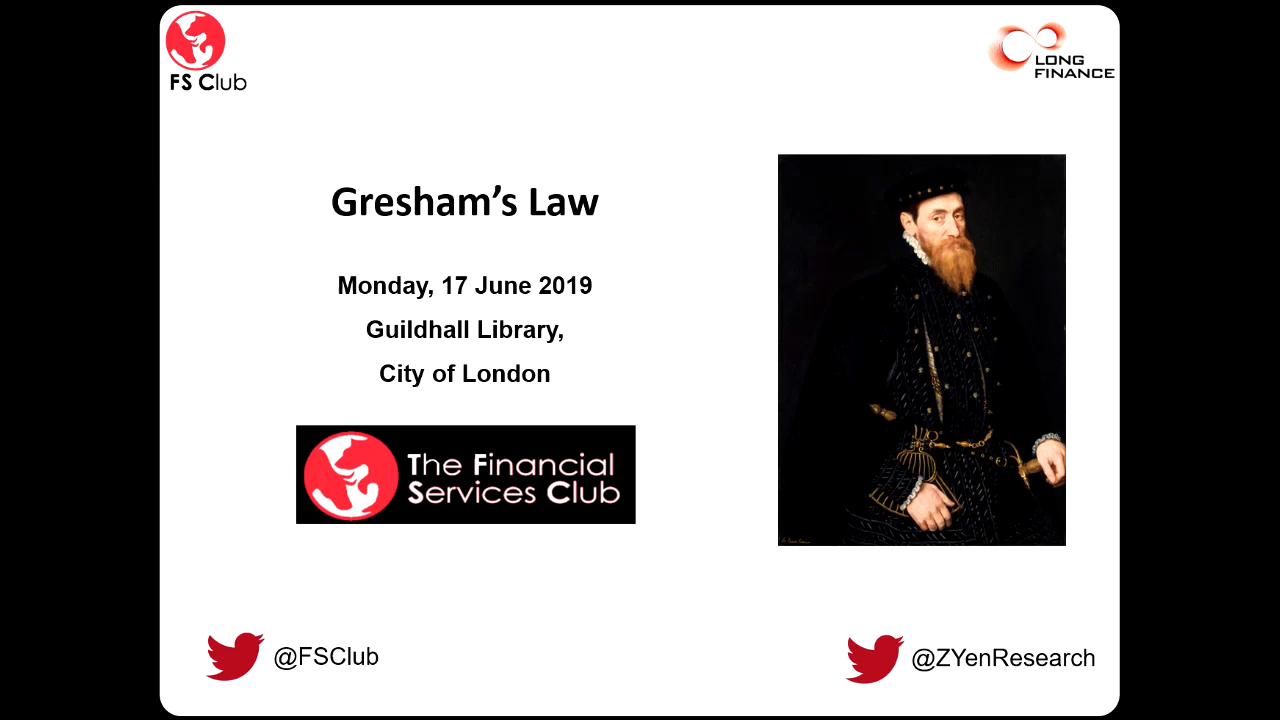 FS Club
LONG
FINANCE
Gresham’s Law
Monday, 17 June 2019
Guildhall Library,
City of London
The Financial
Services Club
@FSClub
@ZYenResearch